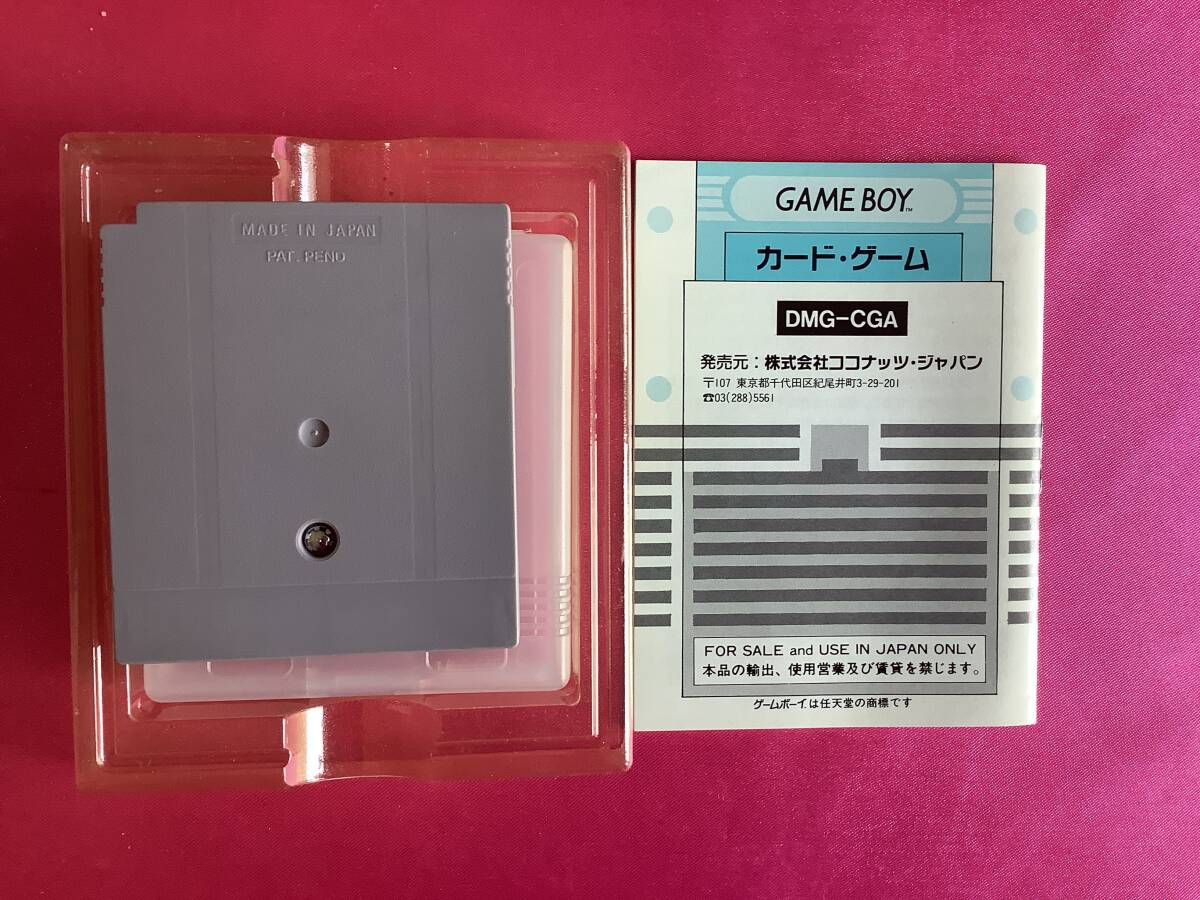 MADE IN JAPAN
PAT. PEND
GAME BOY™
カード・ゲーム
DMG-CGA
発売元:株式会社ココナッツ・ジャパン
〒107 東京都千代田区紀尾井町3-29-201
☎03(288)5561
FOR SALE and USE IN JAPAN ONLY
本品の輸出、使用営業及び賃貸を禁じます。
ゲームボーイは任天堂の商標です